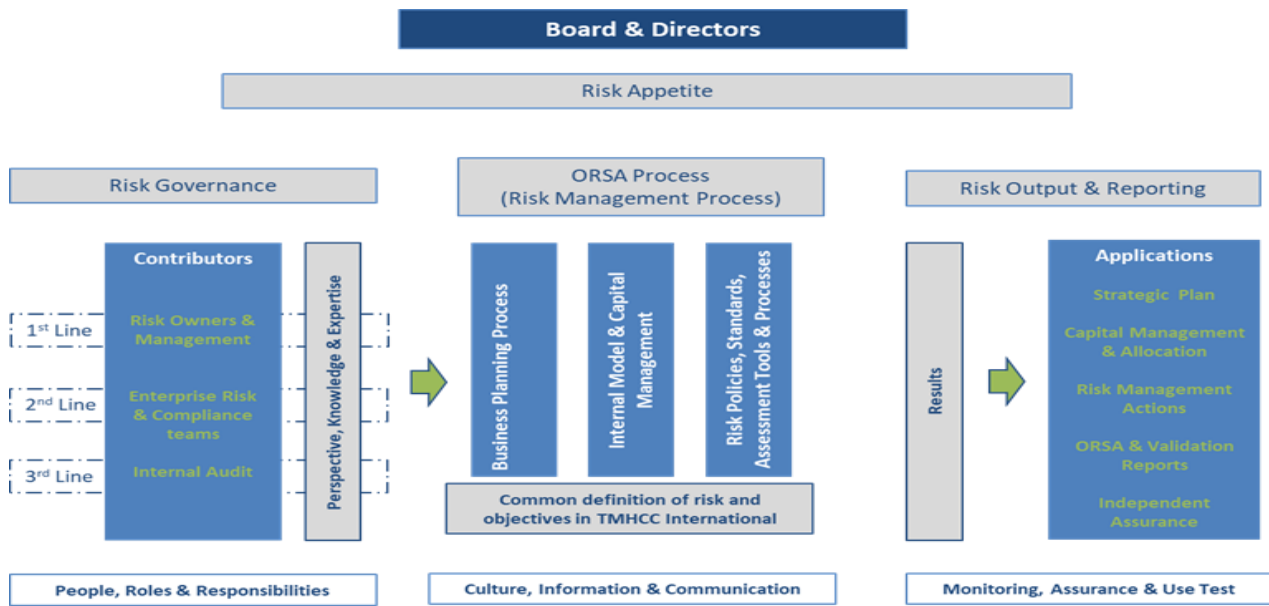 Board & Directors
Risk Appetite
Risk Governance
ORSA Process
(Risk Management Process)
Risk Output & Reporting
Contributors
1st Line
Risk Owners &
Management
2nd Line
Enterprise Risk
& Compliance
teams
3rd Line
Internal Audit
Perspective, Knowledge & Expertise
Business Planning Process
Internal Model & Capital
Management
Risk Policies, Standards,
Assessment Tools & Processes
Common definition of risk and
objectives in TMHCC International
Results
Applications
Strategic Plan
Capital Management
& Allocation
Risk Management
Actions
ORSA & Validation
Reports
Independent
Assurance
People, Roles & Responsibilities
Culture, Information & Communication
Monitoring, Assurance & Use Test